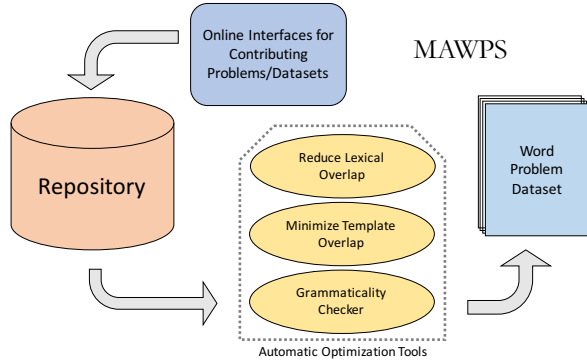 Online Interfaces for
Contributing
Problems/Datasets
MAWPS
Repository
Reduce Lexical
Overlap
Minimize Template
Overlap
Grammaticality
Checker
Automatic Optimization Tools
Word
Problem
Dataset